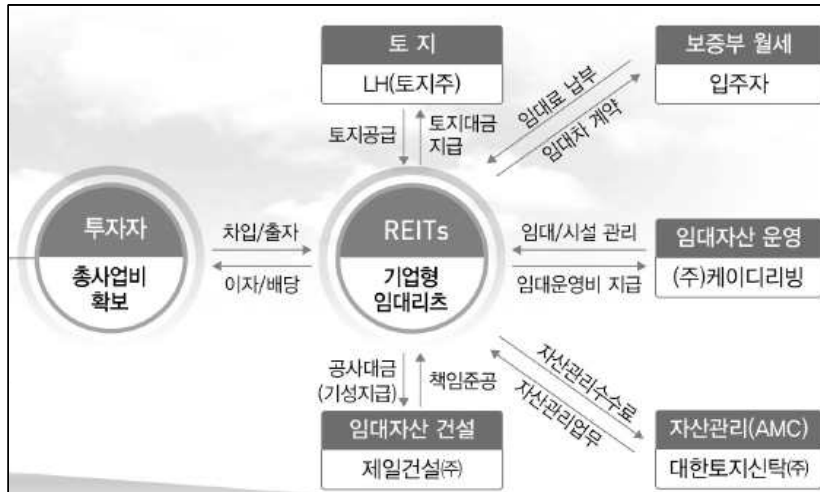 토 지
LH(토지주)
보증부 월세
입주자
토지공급
토지대금
지급
임대료 납부
임대차 계약
투자자
총사업비
확보
차입/출자
이자/배당
REITs
기업형
임대리츠
임대/시설 관리
임대운영비 지급
임대자산 운영
(주)케이디리빙
공사대금
(기성지급)
책임준공
자산관리수수료
자산관리업무
임대자산 건설
제일건설㈜
자산관리(AMC)
대한토지신탁㈜